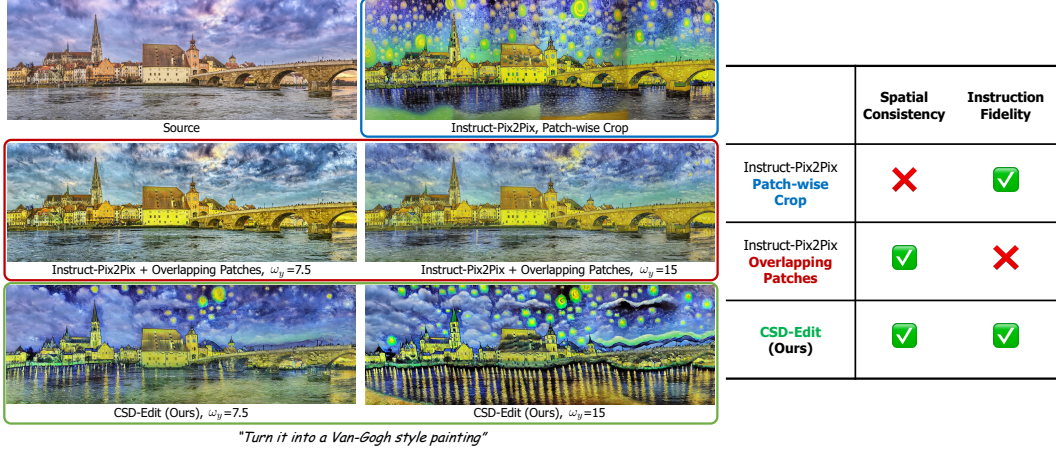 Source
Instruct-Pix2Pix, Patch-wise Crop
Instruct-Pix2Pix + Overlapping Patches, ω_y=7.5
Instruct-Pix2Pix + Overlapping Patches, ω_y=15
CSD-Edit (Ours), ω_y=7.5
CSD-Edit (Ours), ω_y=15
"Turn it into a Van-Gogh style painting"
Spatial
Consistency
Instruction
Fidelity
Instruct-Pix2Pix
Patch-wise
Crop
Instruct-Pix2Pix
Overlapping
Patches
CSD-Edit
(Ours)